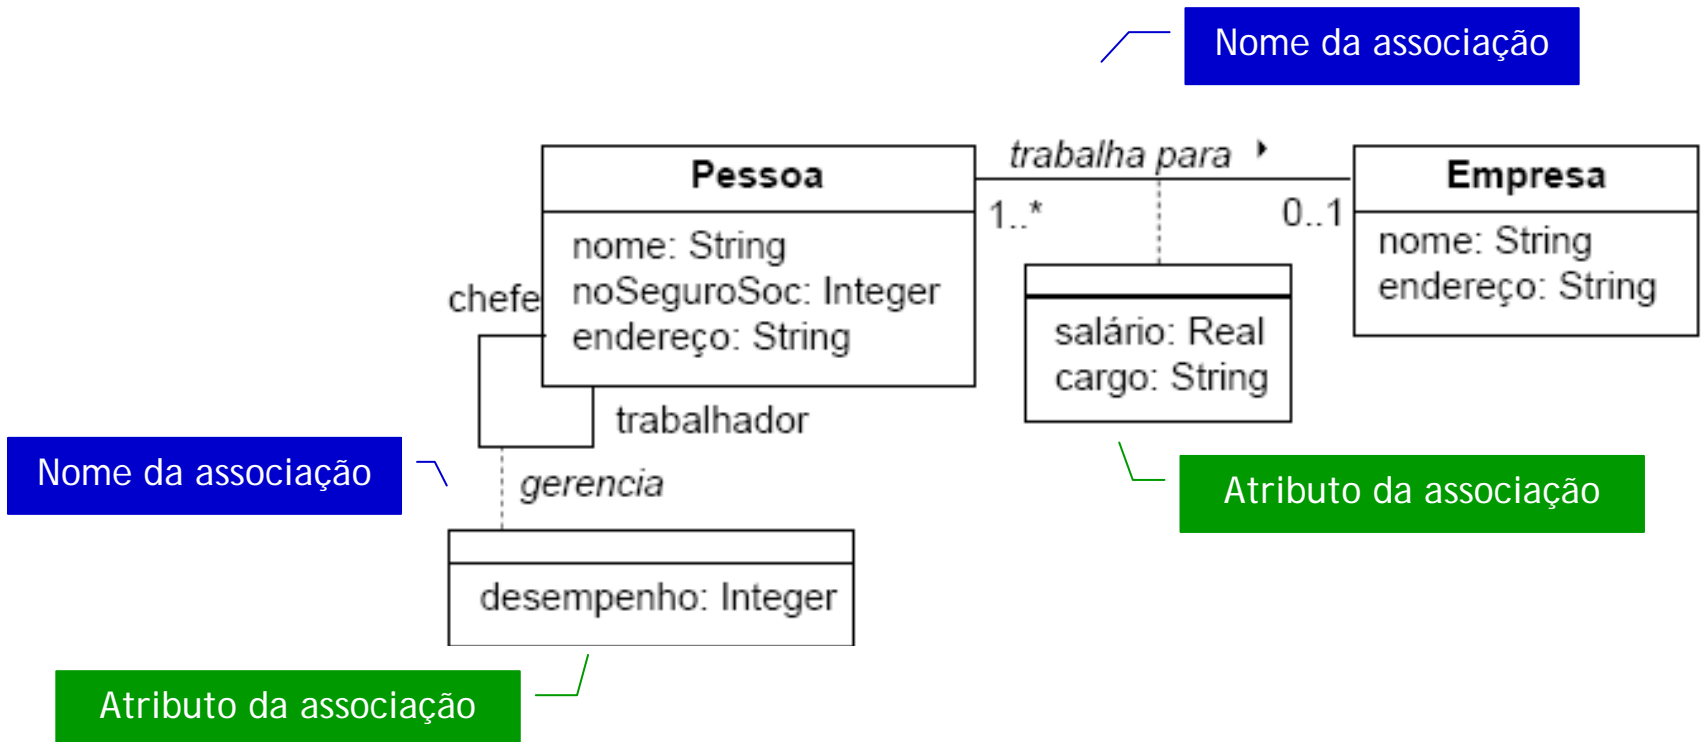 Nome da associação
trabalha para
Pessoa
Empresa
1..*
0..1
nome: String
noSeguroSoc: Integer
endereço: String
nome: String
endereço: String
chefe
salário: Real
cargo: String
trabalhador
Nome da associação
gerencia
Atributo da associação
desempenho: Integer
Atributo da associação